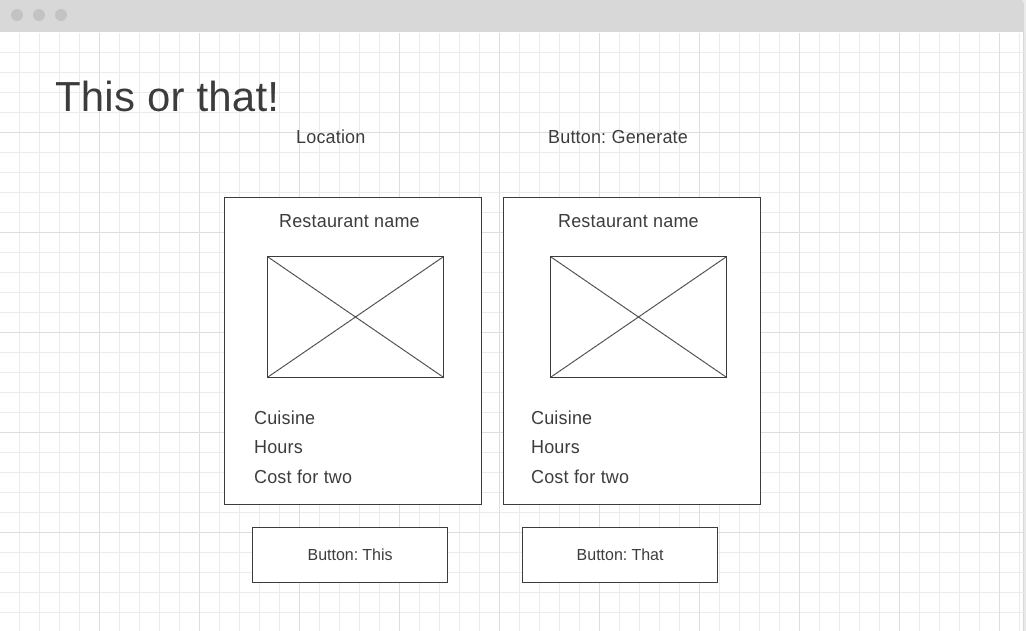 This or that!
Location
Button: Generate
Restaurant name
Cuisine
Hours
Cost for two
Button: This
Restaurant name
Cuisine
Hours
Cost for two
Button: That